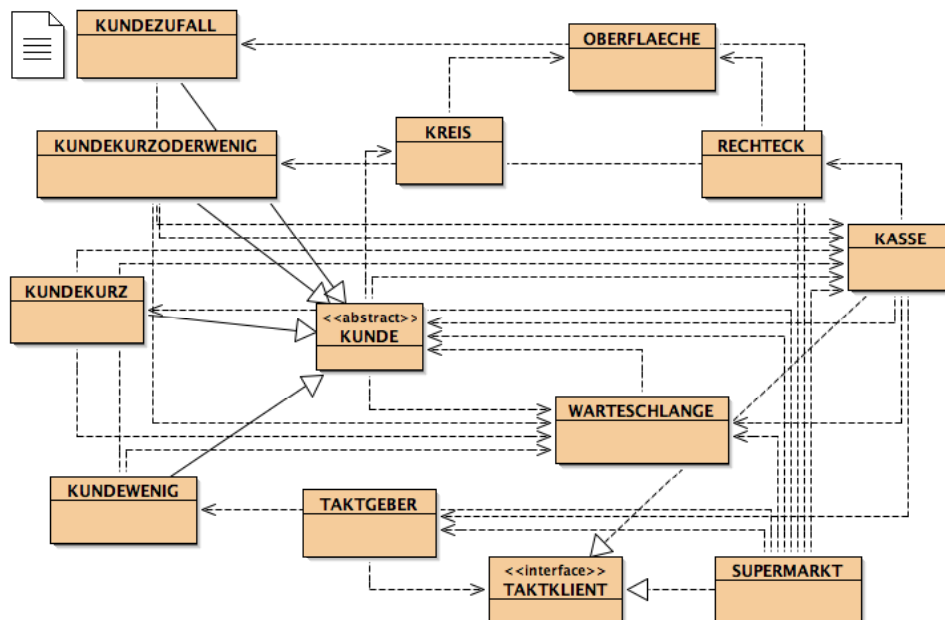 KUNDEZUFALL
OBERFLAECHE
KUNDEKURZODERWENIG
KREIS
RECHTECK
KASSE
KUNDEKURZ
<<abstract>>
KUNDE
WARTESCHLANGE
KUNDEWENIG
TAKTGEBER
<<interface>>
TAKTKLIENT
SUPERMARKT